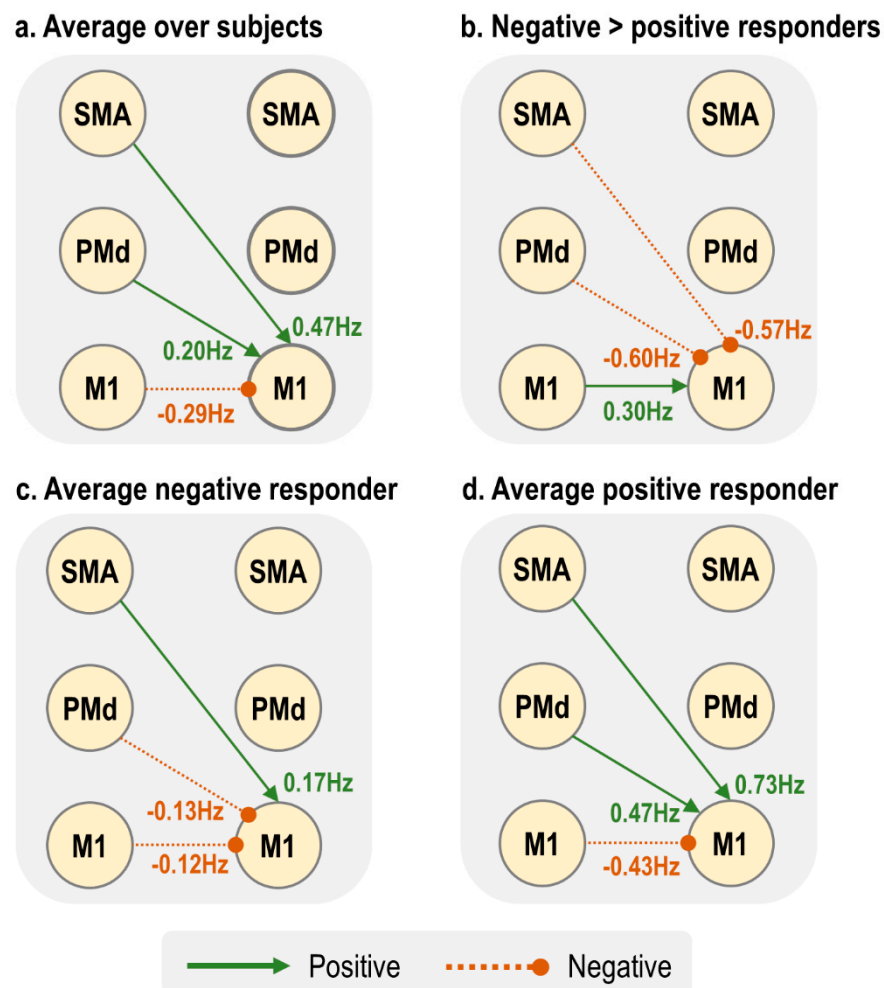 a. Average over subjects
SMA
SMA
PMd
PMd
0.47Hz
0.20Hz
M1
M1
-0.29Hz
b. Negative > positive responders
SMA
SMA
PMd
PMd
-0.57Hz
-0.60Hz
M1
M1
0.30Hz
c. Average negative responder
SMA
SMA
PMd
PMd
0.17Hz
-0.13Hz
M1
M1
-0.12Hz
d. Average positive responder
SMA
SMA
PMd
PMd
0.73Hz
0.47Hz
M1
M1
-0.43Hz
Positive
Negative